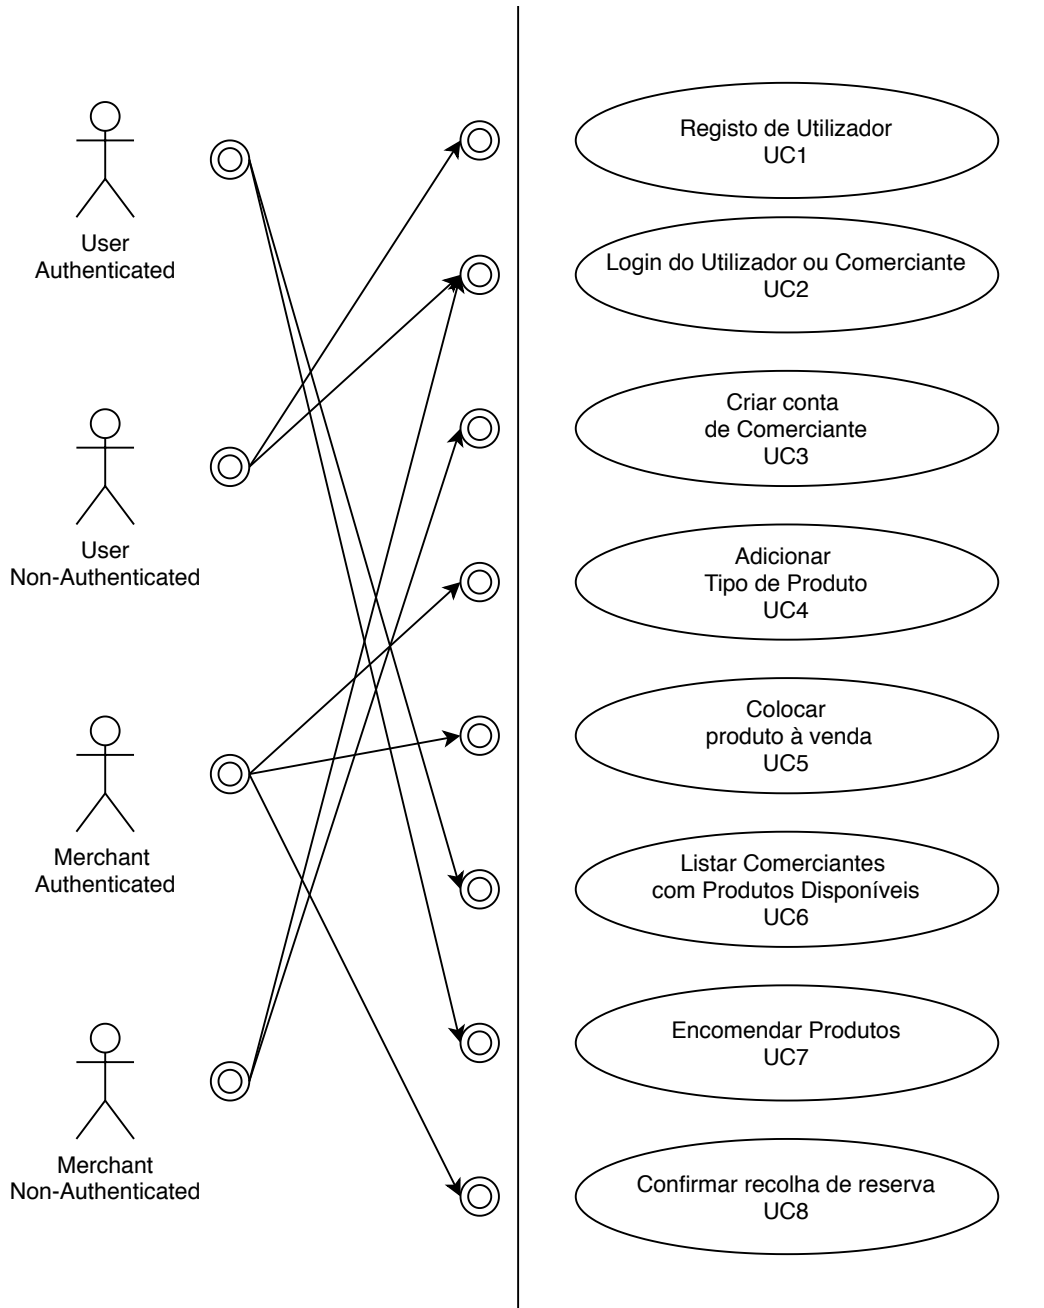 User
Authenticated
User
Non-Authenticated
Merchant
Authenticated
Merchant
Non-Authenticated
Registo de Utilizador
UC1
Login do Utilizador ou Comerciante
UC2
Criar conta
de Comerciante
UC3
Adicionar
Tipo de Produto
UC4
Colocar
produto à venda
UC5
Listar Comerciantes
com Produtos Disponíveis
UC6
Encomendar Produtos
UC7
Confirmar recolha de reserva
UC8